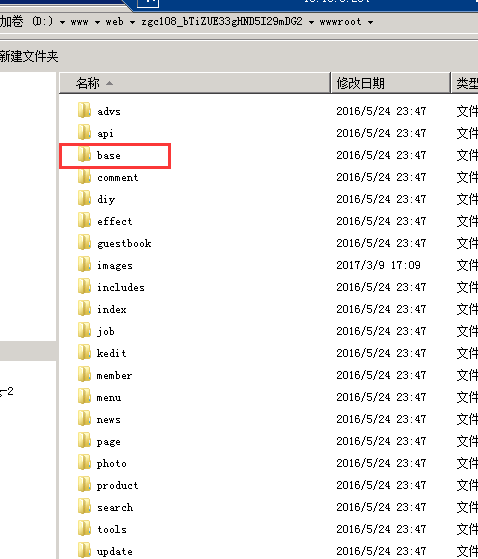 加卷 (D:) ▸ www ▸ web ▸ zgc108_bTiZUE33gHND5I29mDG2 ▸ wwwroot ▸
新建文件夹
名称 修改日期 类型
advs 2016/5/24 23:47 文件
api 2016/5/24 23:47 文件
base 2016/5/24 23:47 文件
comment 2016/5/24 23:47 文件
diy 2016/5/24 23:47 文件
effect 2016/5/24 23:47 文件
guestbook 2016/5/24 23:47 文件
images 2017/3/9 17:09 文件
includes 2016/5/24 23:47 文件
index 2016/5/24 23:47 文件
job 2016/5/24 23:47 文件
kedit 2016/5/24 23:47 文件
member 2016/5/24 23:47 文件
-2 menu 2016/5/24 23:47 文件
news 2016/5/24 23:47 文件
page 2016/5/24 23:47 文件
photo 2016/5/24 23:47 文件
product 2016/5/24 23:47 文件
search 2016/5/24 23:47 文件
tools 2016/5/24 23:47 文件
update 2016/5/24 23:47 文件